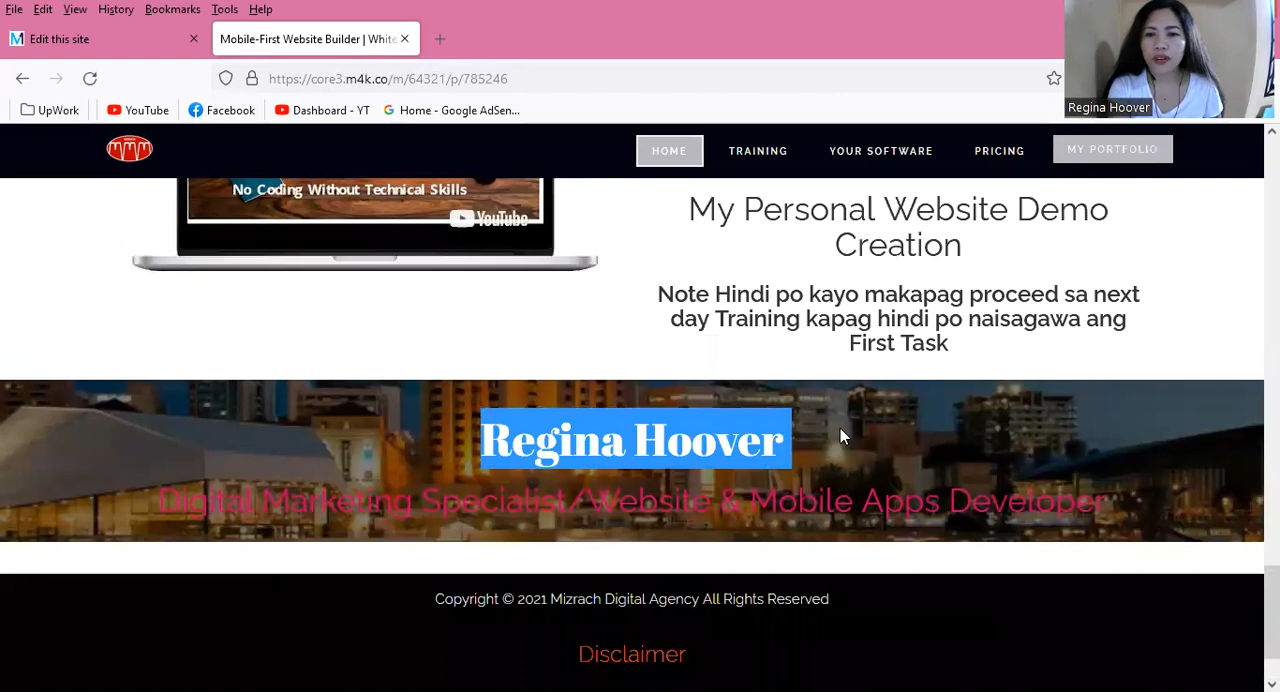 File Edit View History Bookmarks Tools Help
M Edit this site
Mobile-First Website Builder | White
https://core3.m4k.co/m/64321/p/785246
UpWork YouTube Facebook Dashboard - YT Home - Google AdSen...
Regina Hoover
MMM
HOME TRAINING YOUR SOFTWARE PRICING MY PORTFOLIO
No Coding Without Technical Skills
YouTube
My Personal Website Demo
Creation
Note Hindi po kayo makapag proceed sa next
day Training kapag hindi po naisagawa ang
First Task
Regina Hoover
Digital Marketing Specialist/Website & Mobile Apps Developer
Copyright © 2021 Mizrach Digital Agency All Rights Reserved
Disclaimer